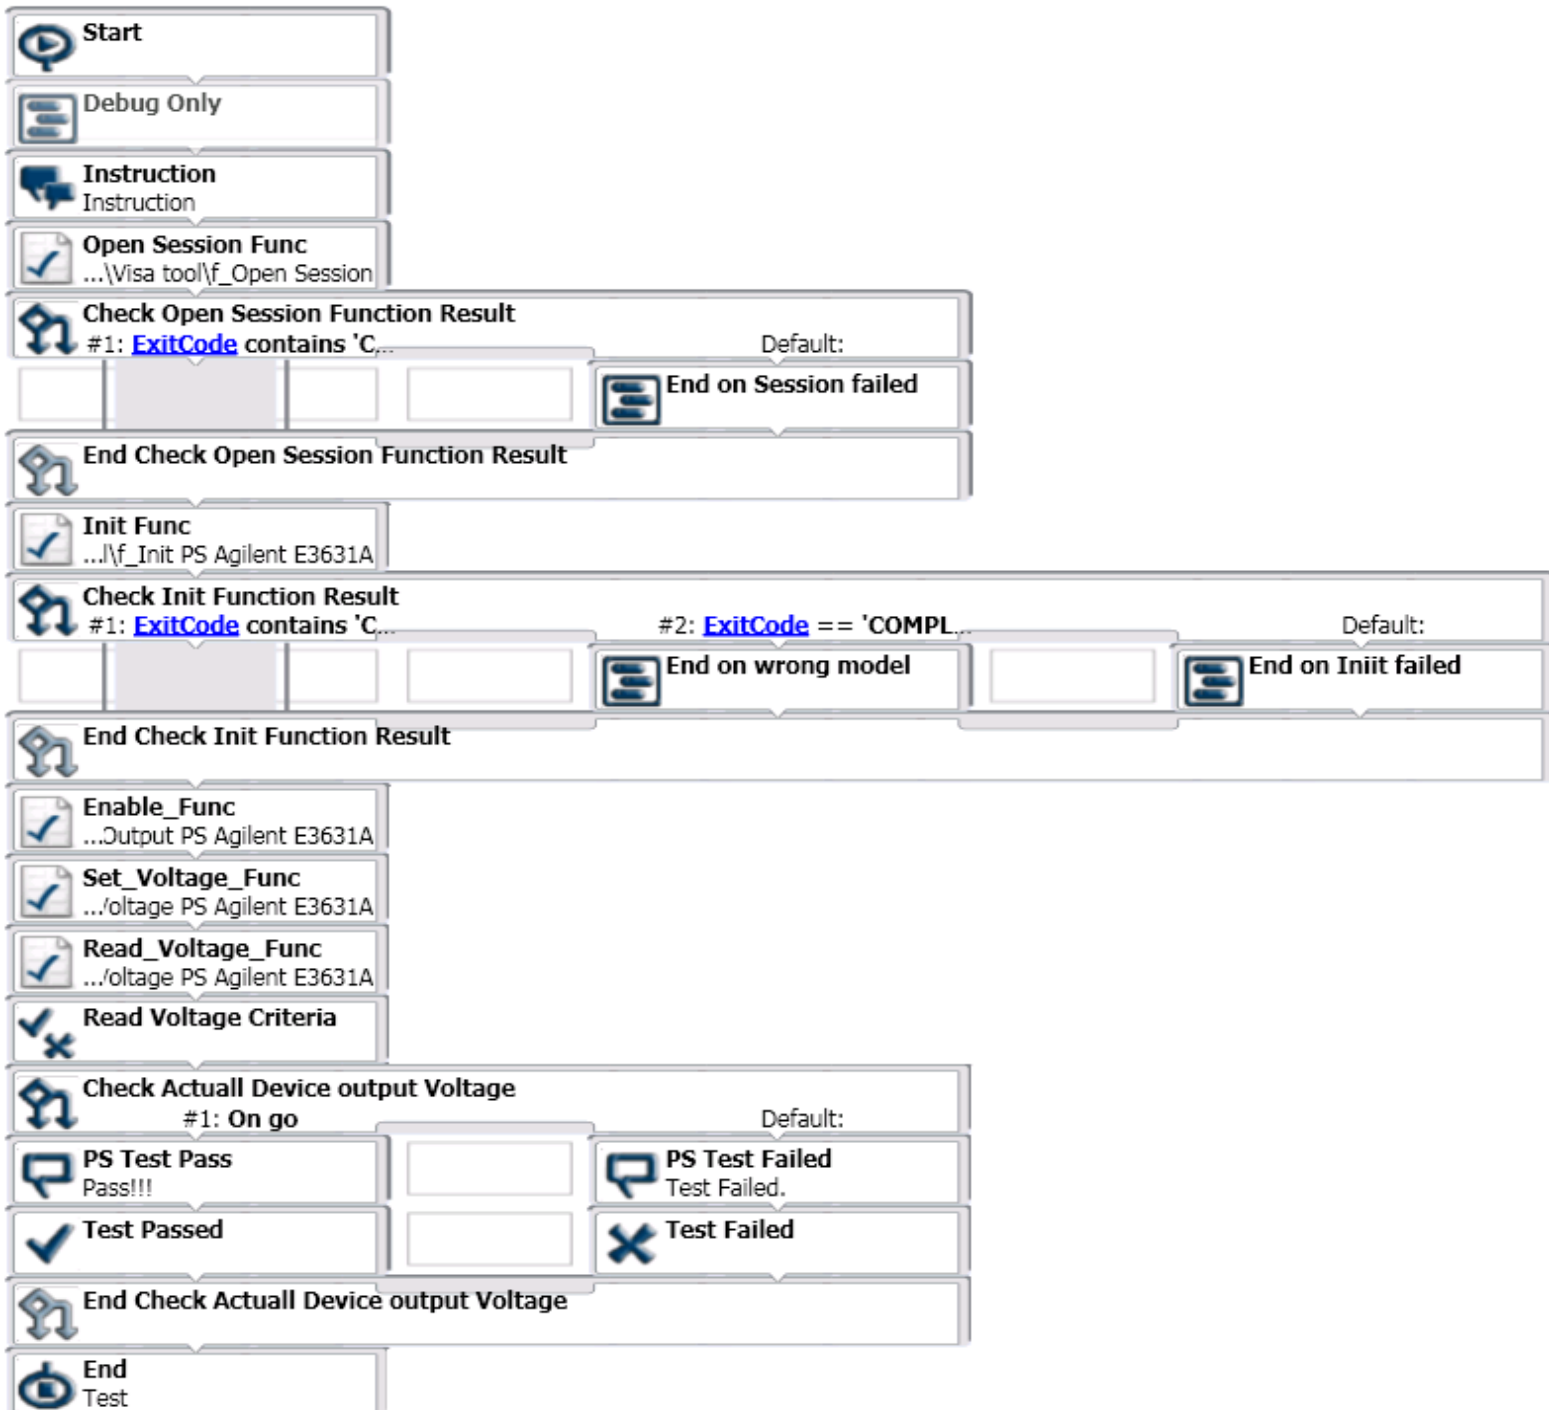 Start
Debug Only
Instruction
Instruction
Open Session Func
...\Visa tool\f_Open Session
Check Open Session Function Result
#1: ExitCode contains 'C... Default:
End on Session failed
End Check Open Session Function Result
Init Func
...l\f_Init PS Agilent E3631A
Check Init Function Result
#1: ExitCode contains 'C... #2: ExitCode == 'COMPL... Default:
End on wrong model End on Iniit failed
End Check Init Function Result
Enable_Func
...Output PS Agilent E3631A
Set_Voltage_Func
...Voltage PS Agilent E3631A
Read_Voltage_Func
...Voltage PS Agilent E3631A
Read Voltage Criteria
Check Actuall Device output Voltage
#1: On go Default:
PS Test Pass PS Test Failed
Pass!!! Test Failed.
Test Passed Test Failed
End Check Actuall Device output Voltage
End
Test